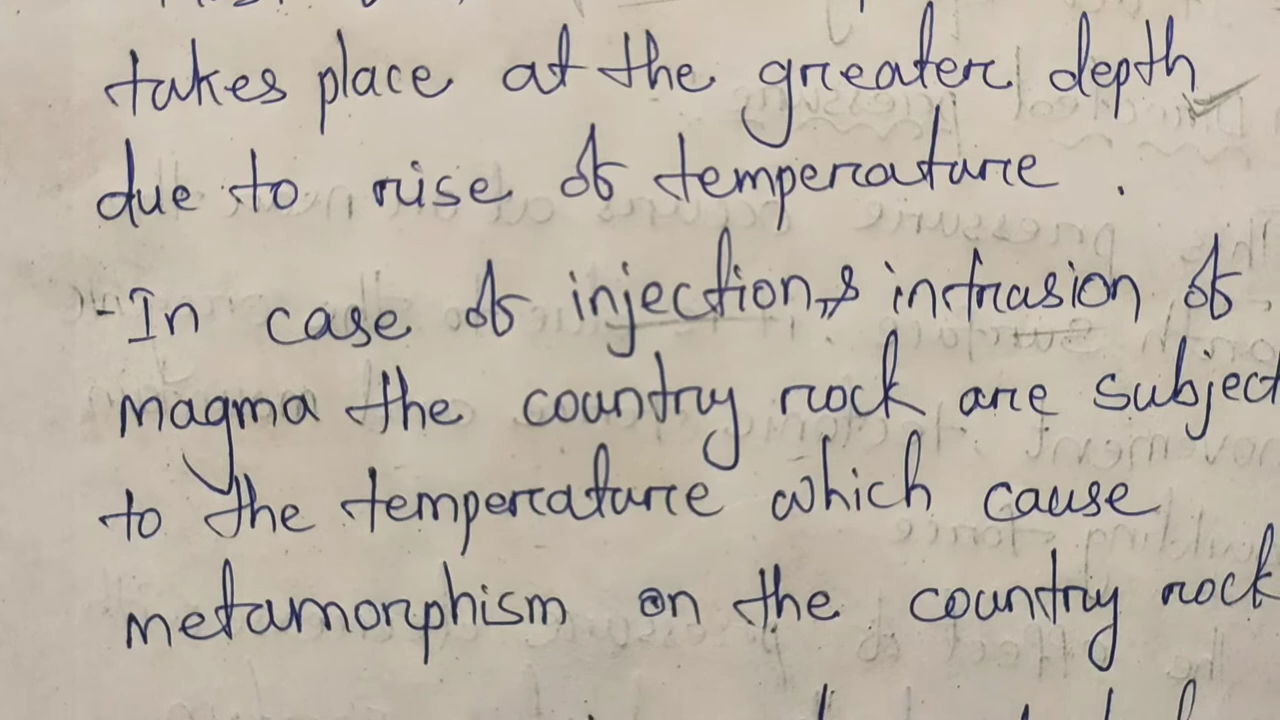 takes place at the greater depth
due to rise of temperature.
-In case of injection, & intrusion of
magma the country rock are subject
to the temperature which cause
metamorphism on the country rock